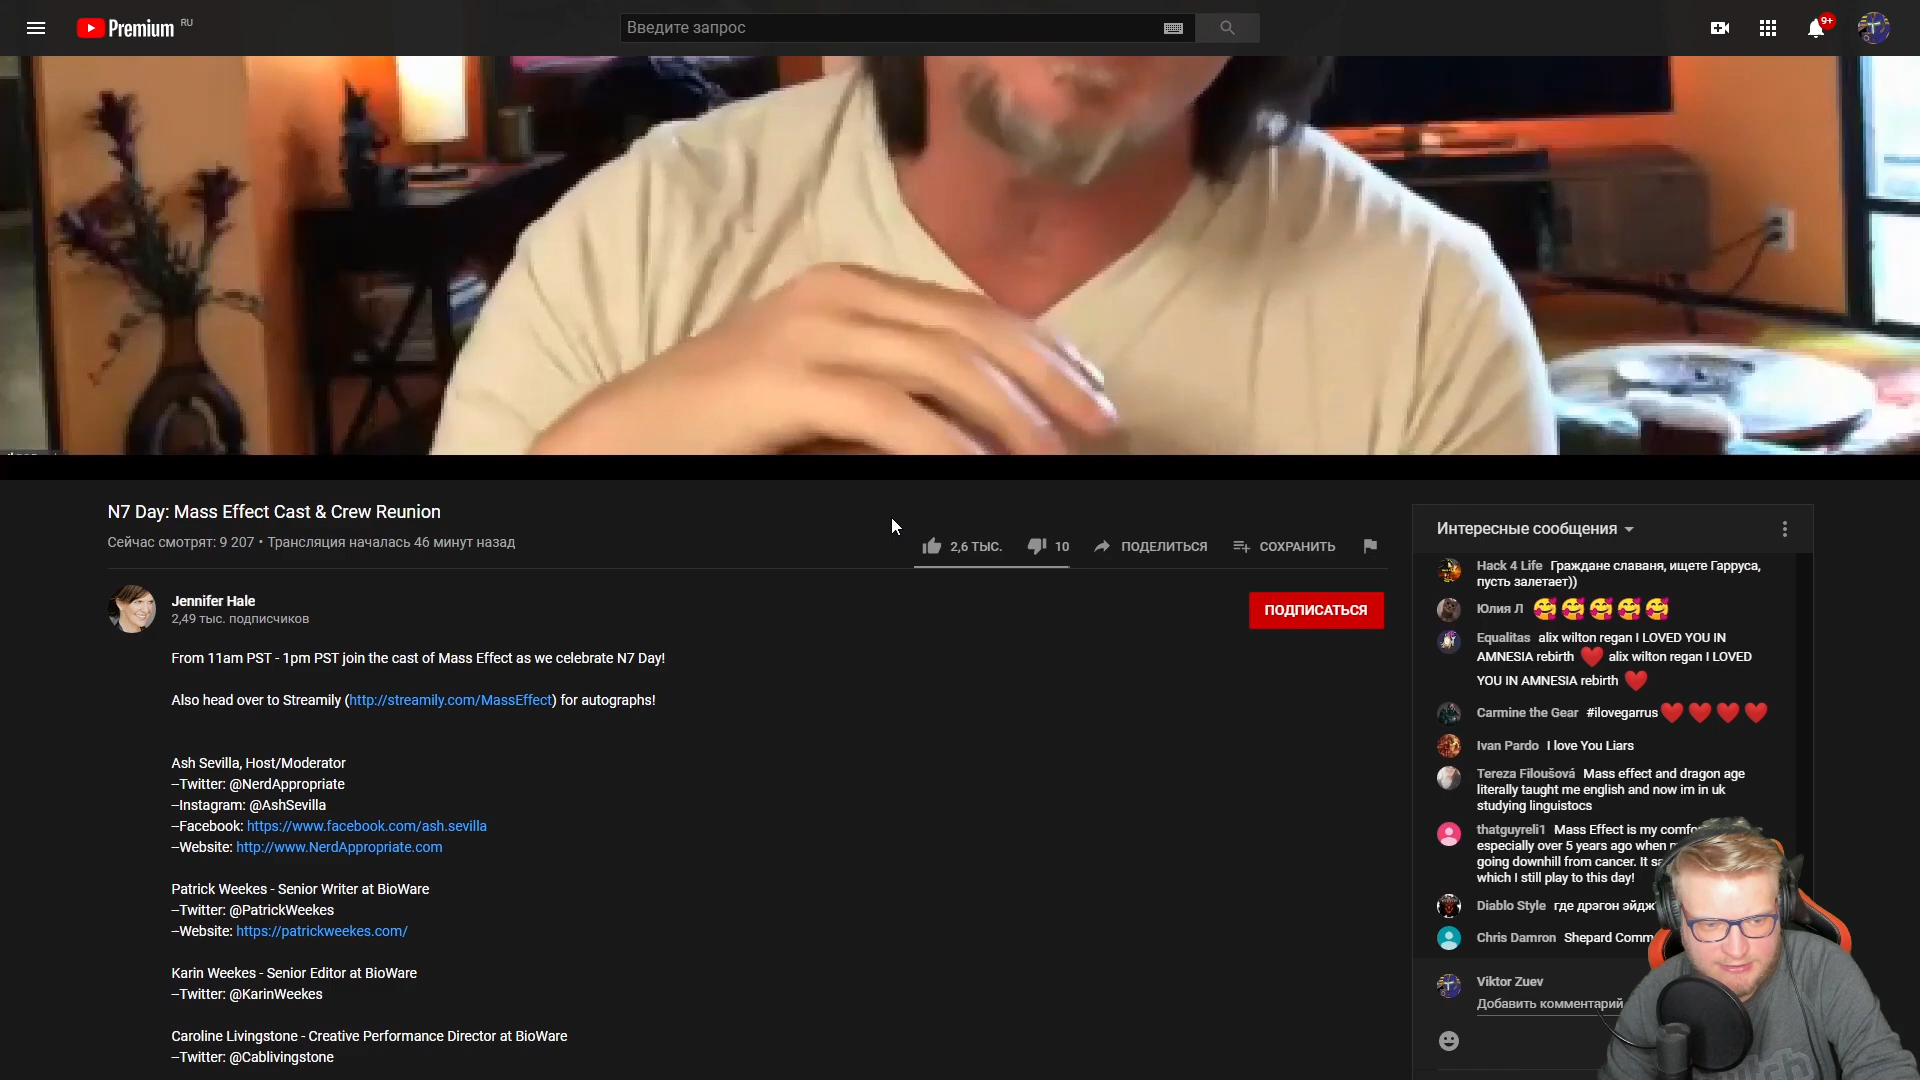 Premium RU
Введите запрос
9+
N7 Day: Mass Effect Cast & Crew Reunion
Сейчас смотрят: 9 207 • Трансляция началась 46 минут назад
2,6 ТЫС.
10
ПОДЕЛИТЬСЯ
СОХРАНИТЬ
Jennifer Hale
2,49 тыс. подписчиков
ПОДПИСАТЬСЯ
From 11am PST - 1pm PST join the cast of Mass Effect as we celebrate N7 Day!
Also head over to Streamily (http://streamily.com/MassEffect) for autographs!
Ash Sevilla, Host/Moderator
–Twitter: @NerdAppropriate
–Instagram: @AshSevilla
–Facebook: https://www.facebook.com/ash.sevilla
–Website: http://www.NerdAppropriate.com
Patrick Weekes - Senior Writer at BioWare
–Twitter: @PatrickWeekes
–Website: https://patrickweekes.com/
Karin Weekes - Senior Editor at BioWare
–Twitter: @KarinWeekes
Caroline Livingstone - Creative Performance Director at BioWare
–Twitter: @Cablivingstone
Интересные сообщения
Hack 4 Life Граждане славаня, ищете Гарруса,
пусть залетает))
Юлия Л 🥰🥰🥰🥰🥰
Equalitas alix wilton regan I LOVED YOU IN
AMNESIA rebirth ❤ alix wilton regan I LOVED
YOU IN AMNESIA rebirth ❤
Carmine the Gear #ilovegarrus❤❤❤❤
Ivan Pardo I love You Liars
Tereza Filoušová Mass effect and dragon age
literally taught me english and now im in uk
studying linguistocs
thatguyreli1 Mass Effect is my
especially over 5 years ago when
going downhill from cancer. It
which I still play to this day!
Diablo Style где дрэгон эйдж
Chris Damron Shepard
Viktor Zuev
Добавить комментарий